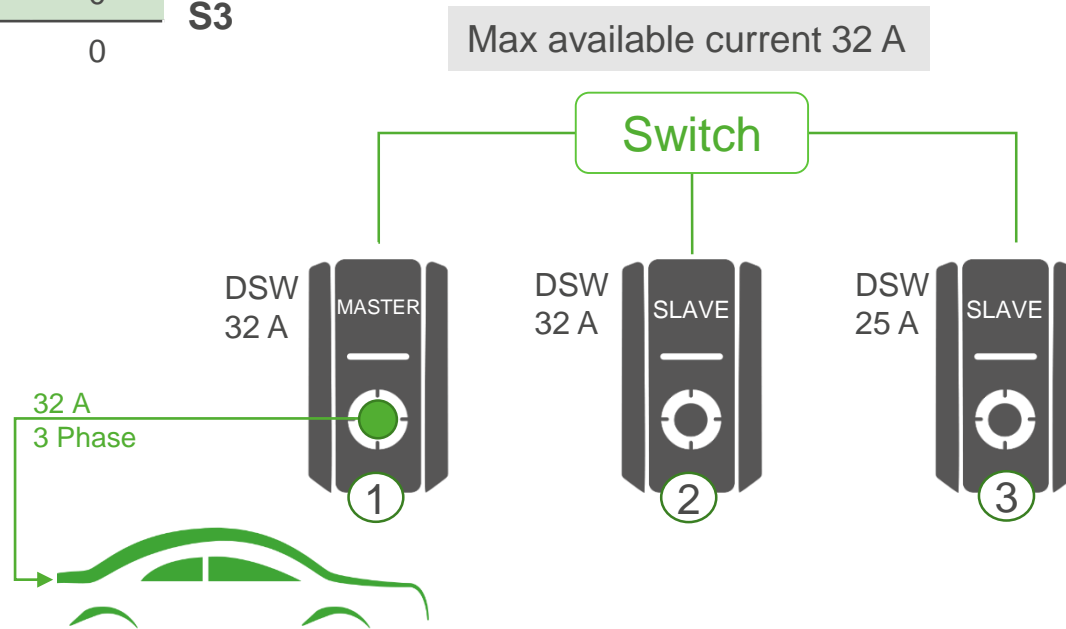 S3
0
Max available current 32 A
Switch
DSW
32 A
MASTER
DSW
32 A
SLAVE
DSW
25 A
SLAVE
32 A
3 Phase
1
2
3